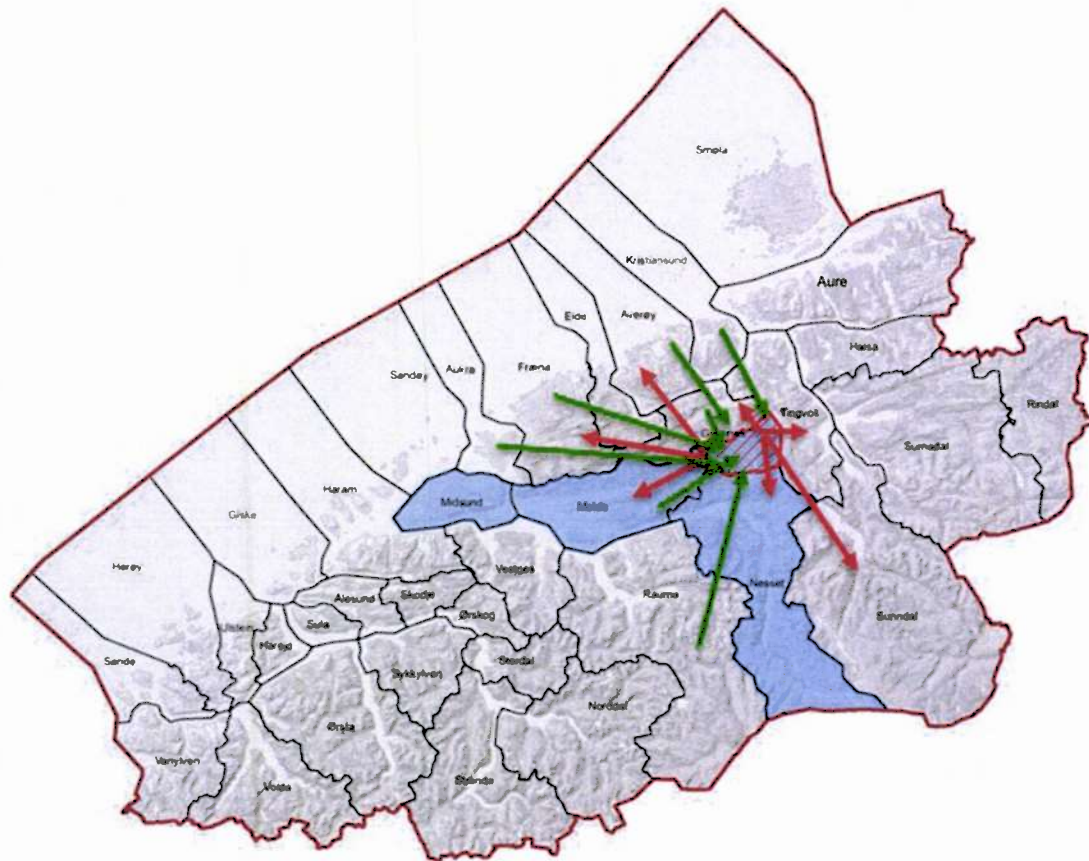 Smøla
Kristiansund
Aure
Averøy
Eide
Halsa
Fræna
Aukra
Sandøy
Rindal
Tingvoll
Surnadal
Midsund
Molde
Haram
Giske
Herøy
Vestnes
Nesset
Rauma
Sunndal
Ålesund
Skodje
Ørskog
Ulstein
Sula
Hareid
Sande
Stordal
Sykkylven
Norddal
Ørsta
Vanylven
Volda
Stranda